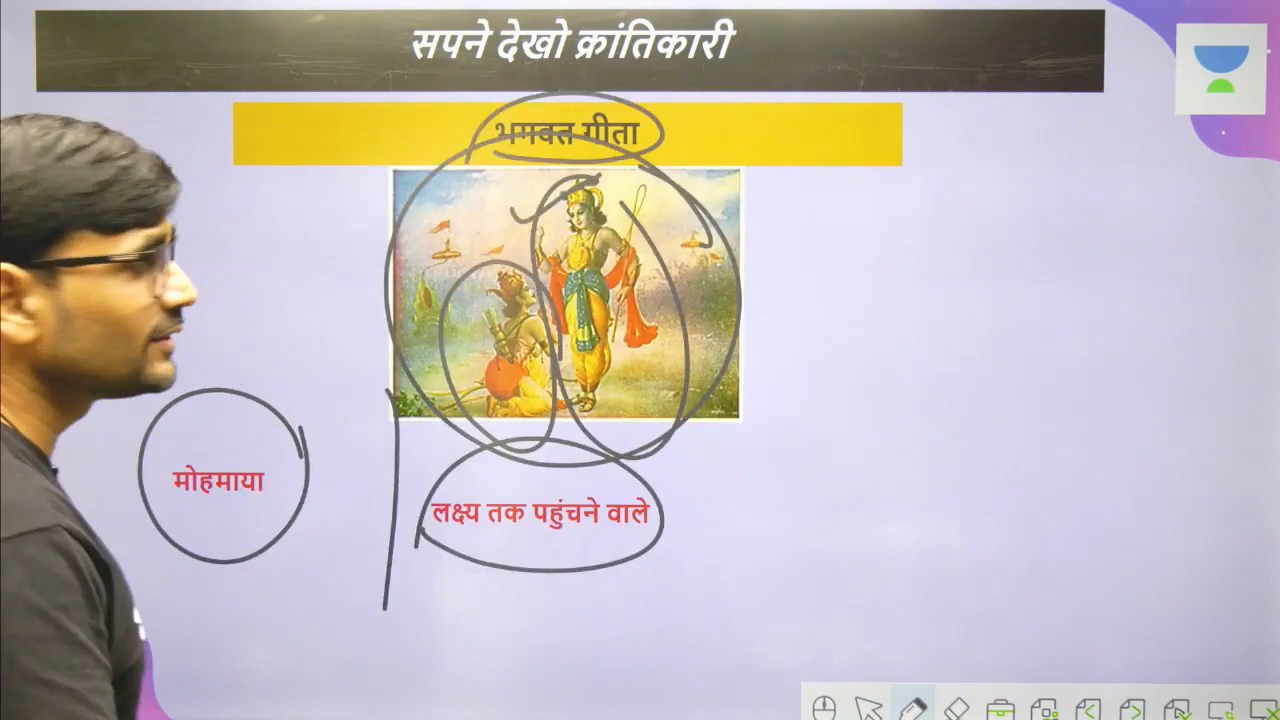 सपने देखो क्रांतिकारी
भगवत गीता
मोहमाया
लक्ष्य तक पहुंचने वाले